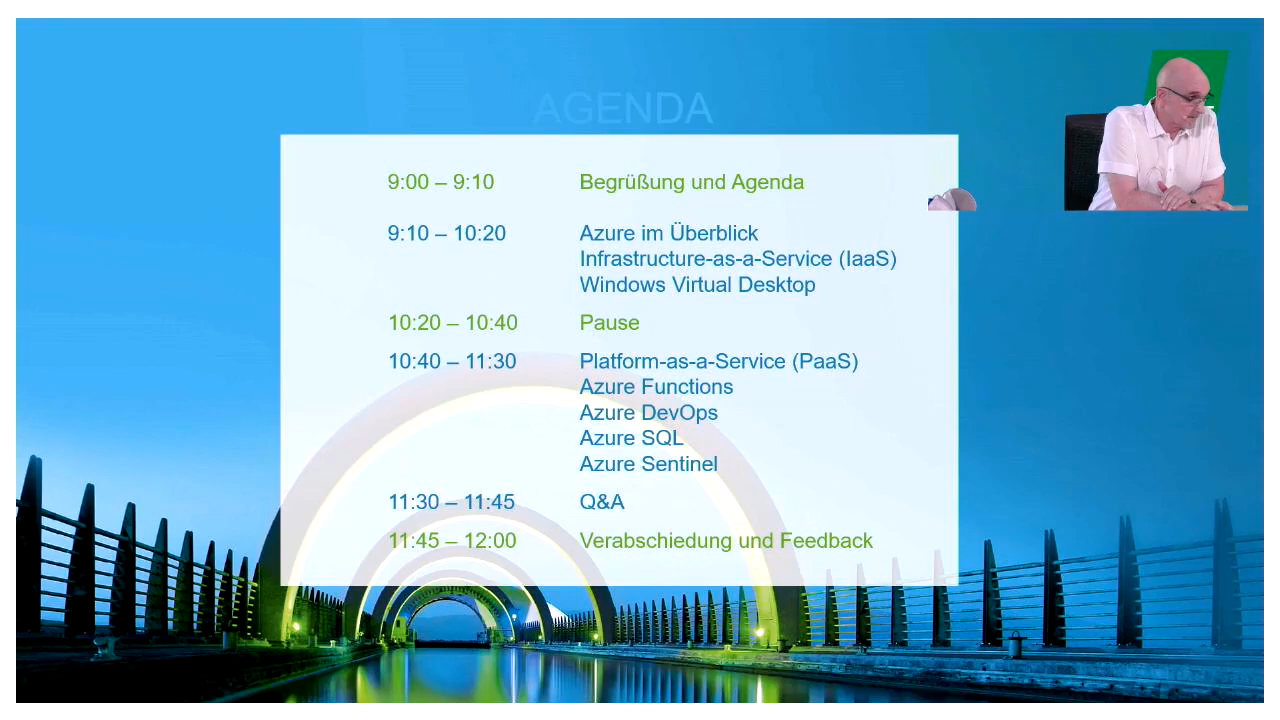 AGENDA
9:00 – 9:10 Begrüßung und Agenda
9:10 – 10:20 Azure im Überblick
Infrastructure-as-a-Service (IaaS)
Windows Virtual Desktop
10:20 – 10:40 Pause
10:40 – 11:30 Platform-as-a-Service (PaaS)
Azure Functions
Azure DevOps
Azure SQL
Azure Sentinel
11:30 – 11:45 Q&A
11:45 – 12:00 Verabschiedung und Feedback